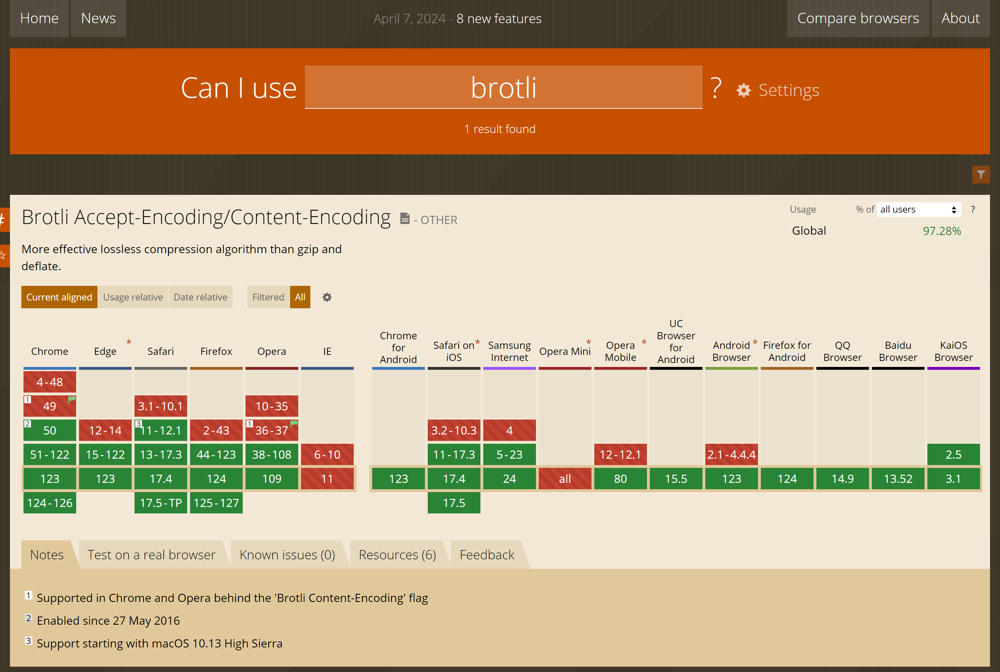 Home
News
April 7, 2024 - 8 new features
Compare browsers
About
Can I use brotli ? Settings
1 result found
#
Brotli Accept-Encoding/Content-Encoding - OTHER
Usage % of all users ?
Global 97.28%
More effective lossless compression algorithm than gzip and
deflate.
Current aligned Usage relative Date relative Filtered All
Chrome
Edge *
Safari
Firefox
Opera
IE
Chrome
for
Android
Safari on *
iOS
Samsung
Internet
Opera Mini *
Opera *
Mobile
UC
Browser
for
Android
Android *
Browser
Firefox for
Android
QQ
Browser
Baidu
Browser
KaiOS
Browser
4-48
1 49 3.1-10.1 10-35
2 50 12-14 3 11-12.1 2-43 1 36-37 3.2-10.3 4
51-122 15-122 13-17.3 44-123 38-108 6-10 11-17.3 5-23 12-12.1 2.1-4.4.4 2.5
123 123 17.4 124 109 11 123 17.4 24 all 80 15.5 123 124 14.9 13.52 3.1
124-126 17.5-TP 125-127 17.5
Notes Test on a real browser Known issues (0) Resources (6) Feedback
1 Supported in Chrome and Opera behind the 'Brotli Content-Encoding' flag
2 Enabled since 27 May 2016
3 Support starting with macOS 10.13 High Sierra